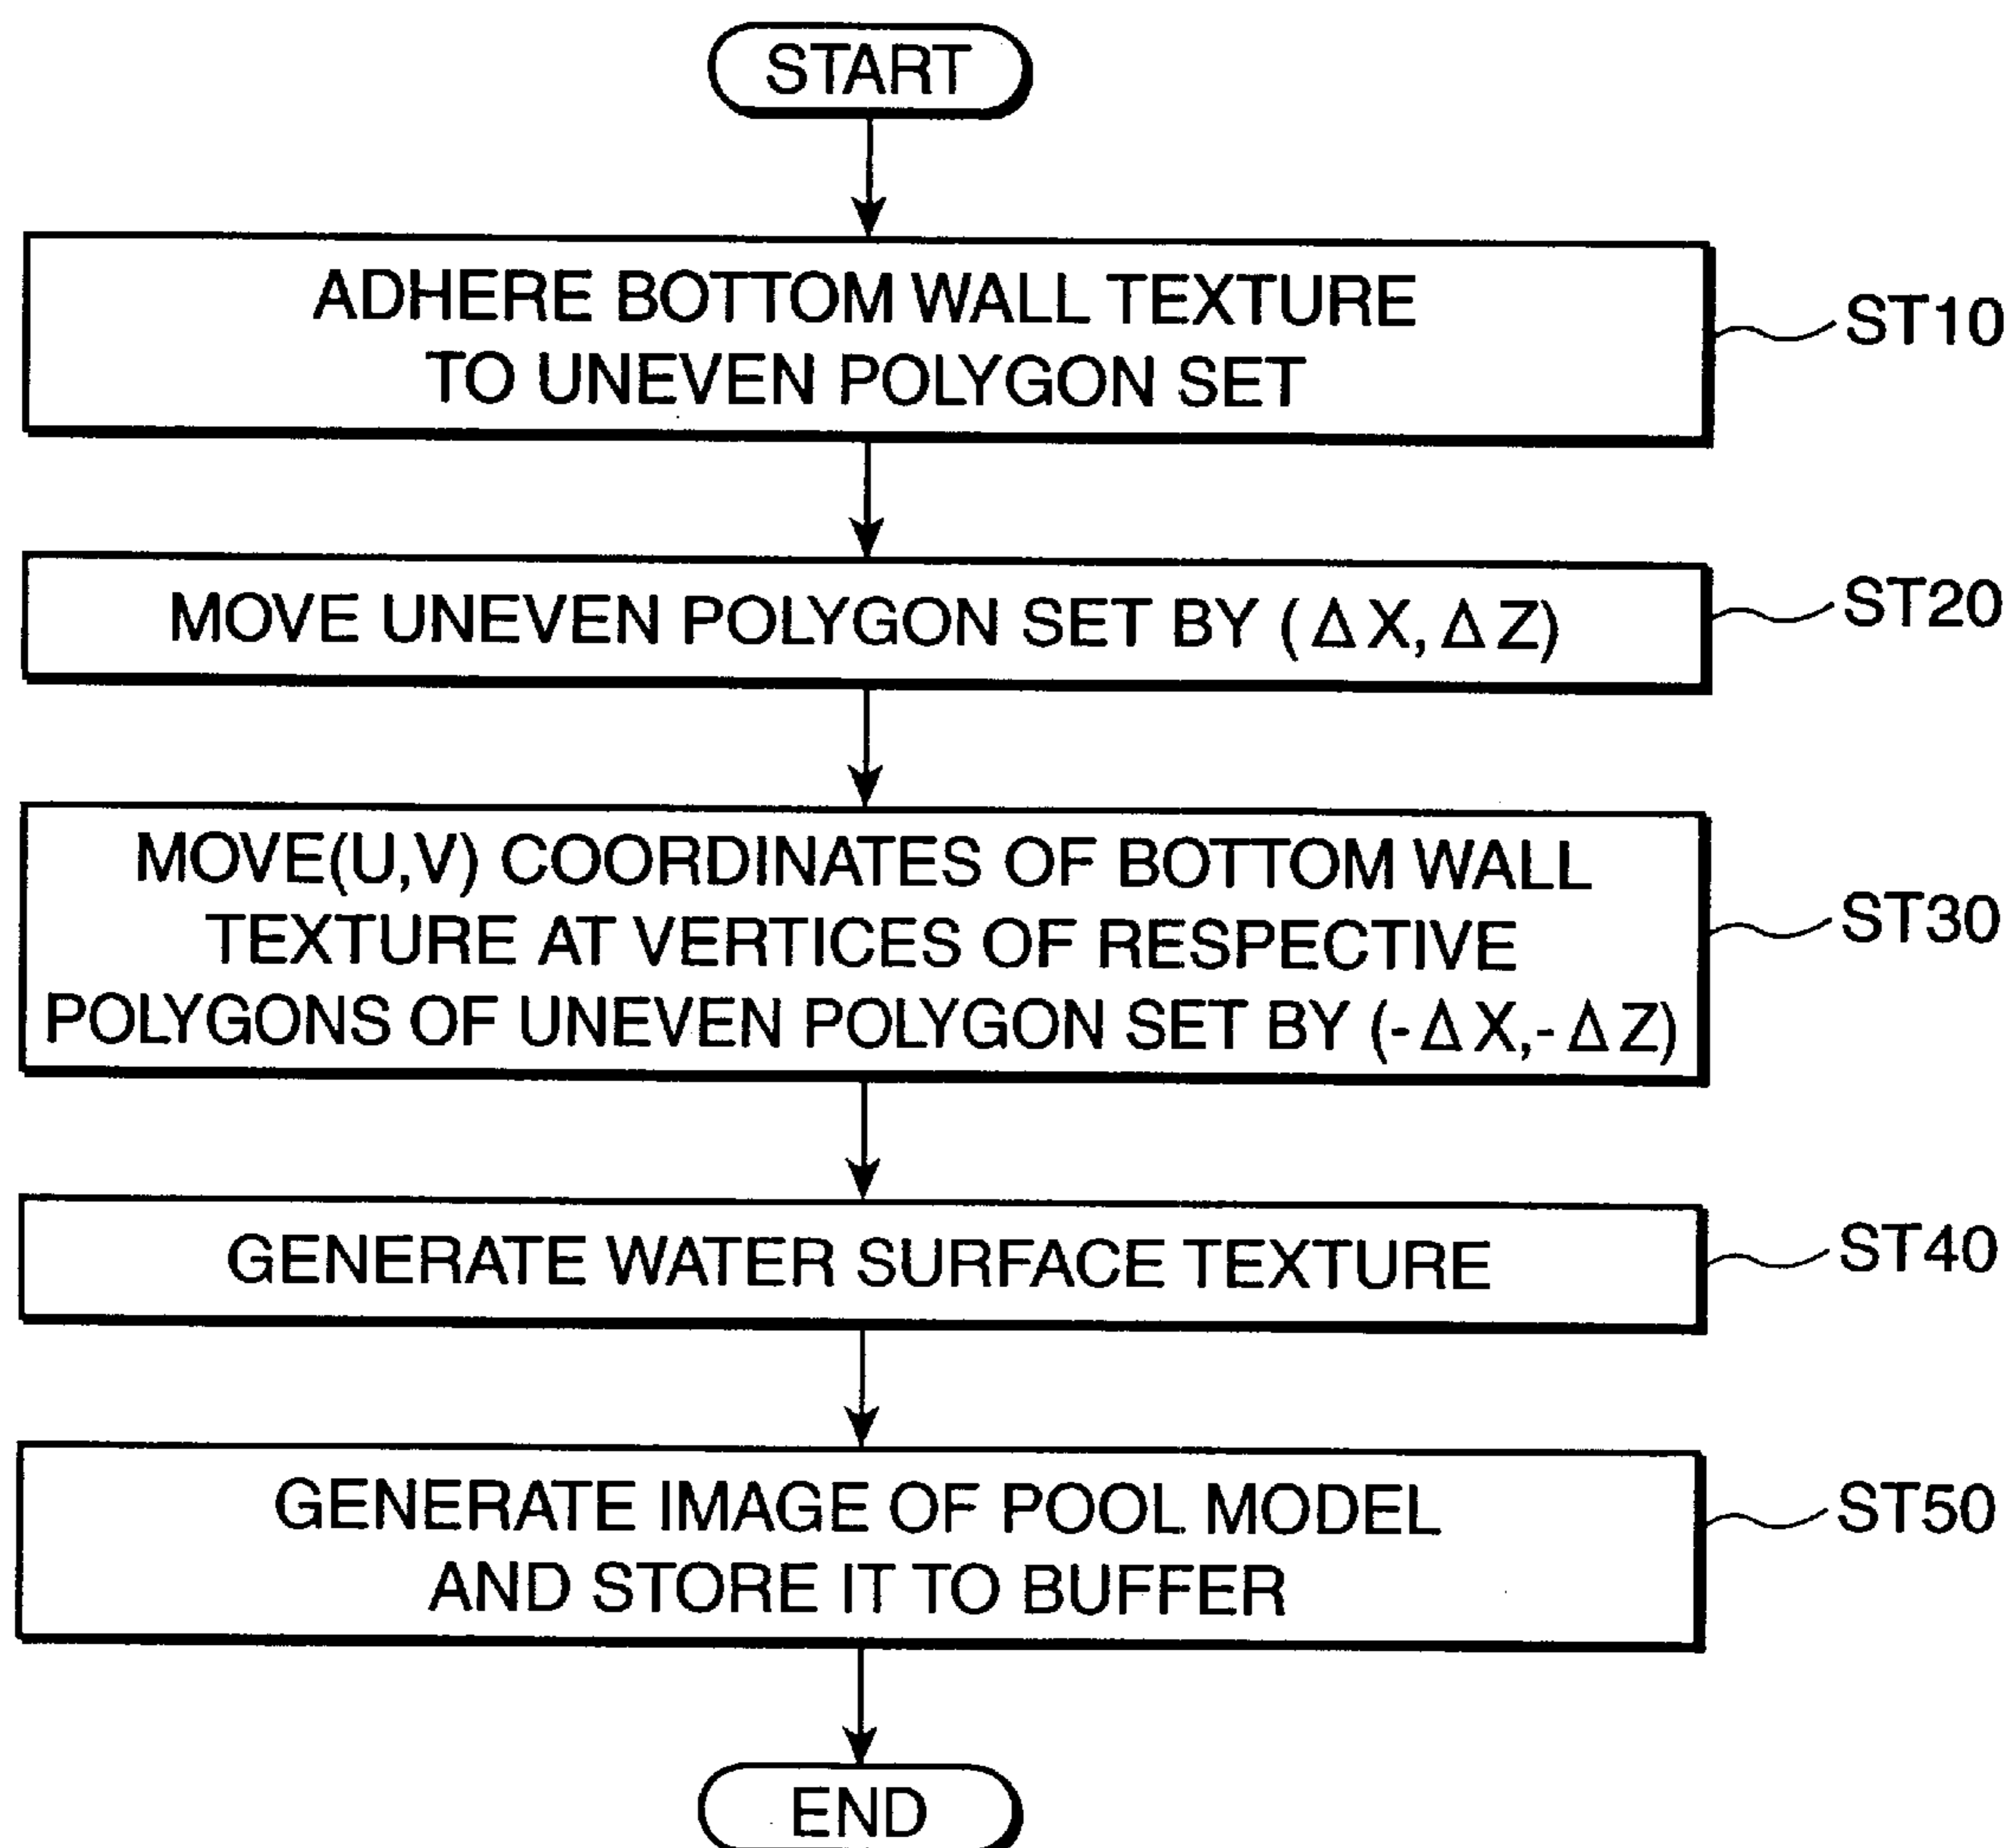 START
ADHERE BOTTOM WALL TEXTURE
TO UNEVEN POLYGON SET
ST10
MOVE UNEVEN POLYGON SET BY (ΔX, ΔZ)
ST20
MOVE(U,V) COORDINATES OF BOTTOM WALL
TEXTURE AT VERTICES OF RESPECTIVE
POLYGONS OF UNEVEN POLYGON SET BY (-ΔX,-ΔZ)
ST30
GENERATE WATER SURFACE TEXTURE
ST40
GENERATE IMAGE OF POOL MODEL
AND STORE IT TO BUFFER
ST50
END